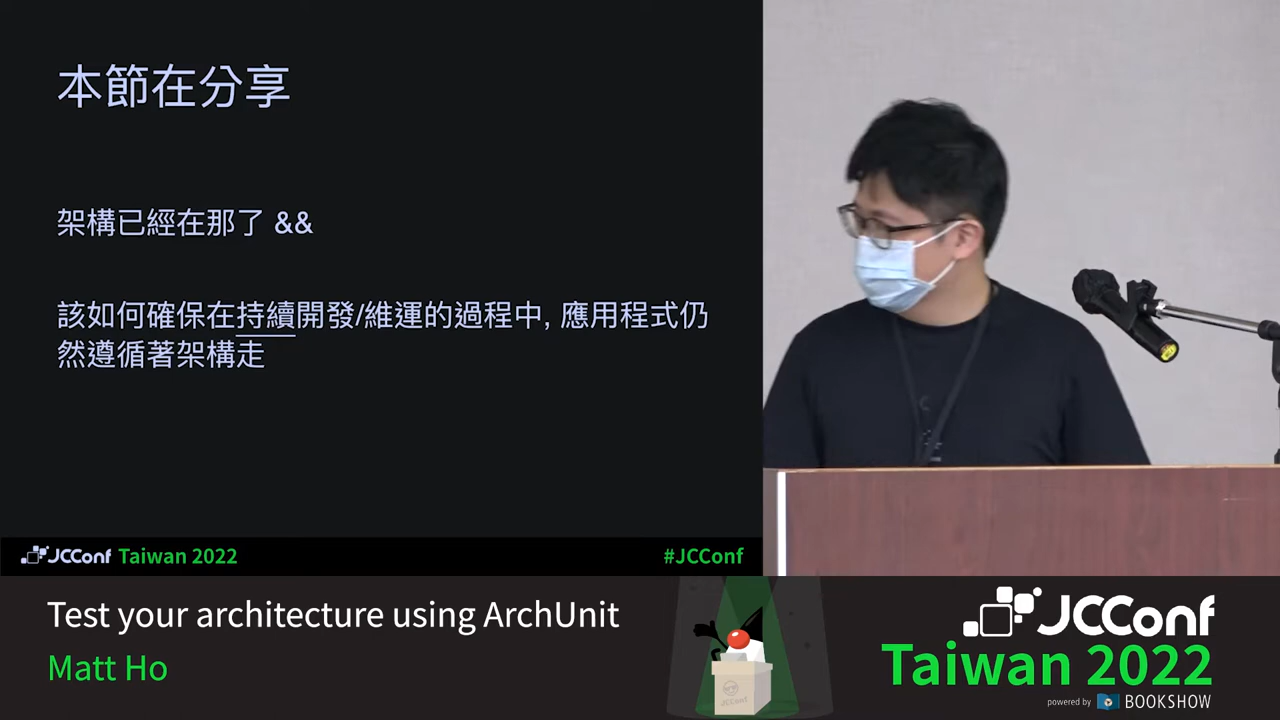 本節在分享
架構已經在那了 &&
該如何確保在持續開發/維運的過程中, 應用程式仍
然遵循著架構走
JCConf Taiwan 2022
#JCConf
Test your architecture using ArchUnit
Matt Ho
JCConf
JCConf
Taiwan 2022
powered by BOOKSHOW